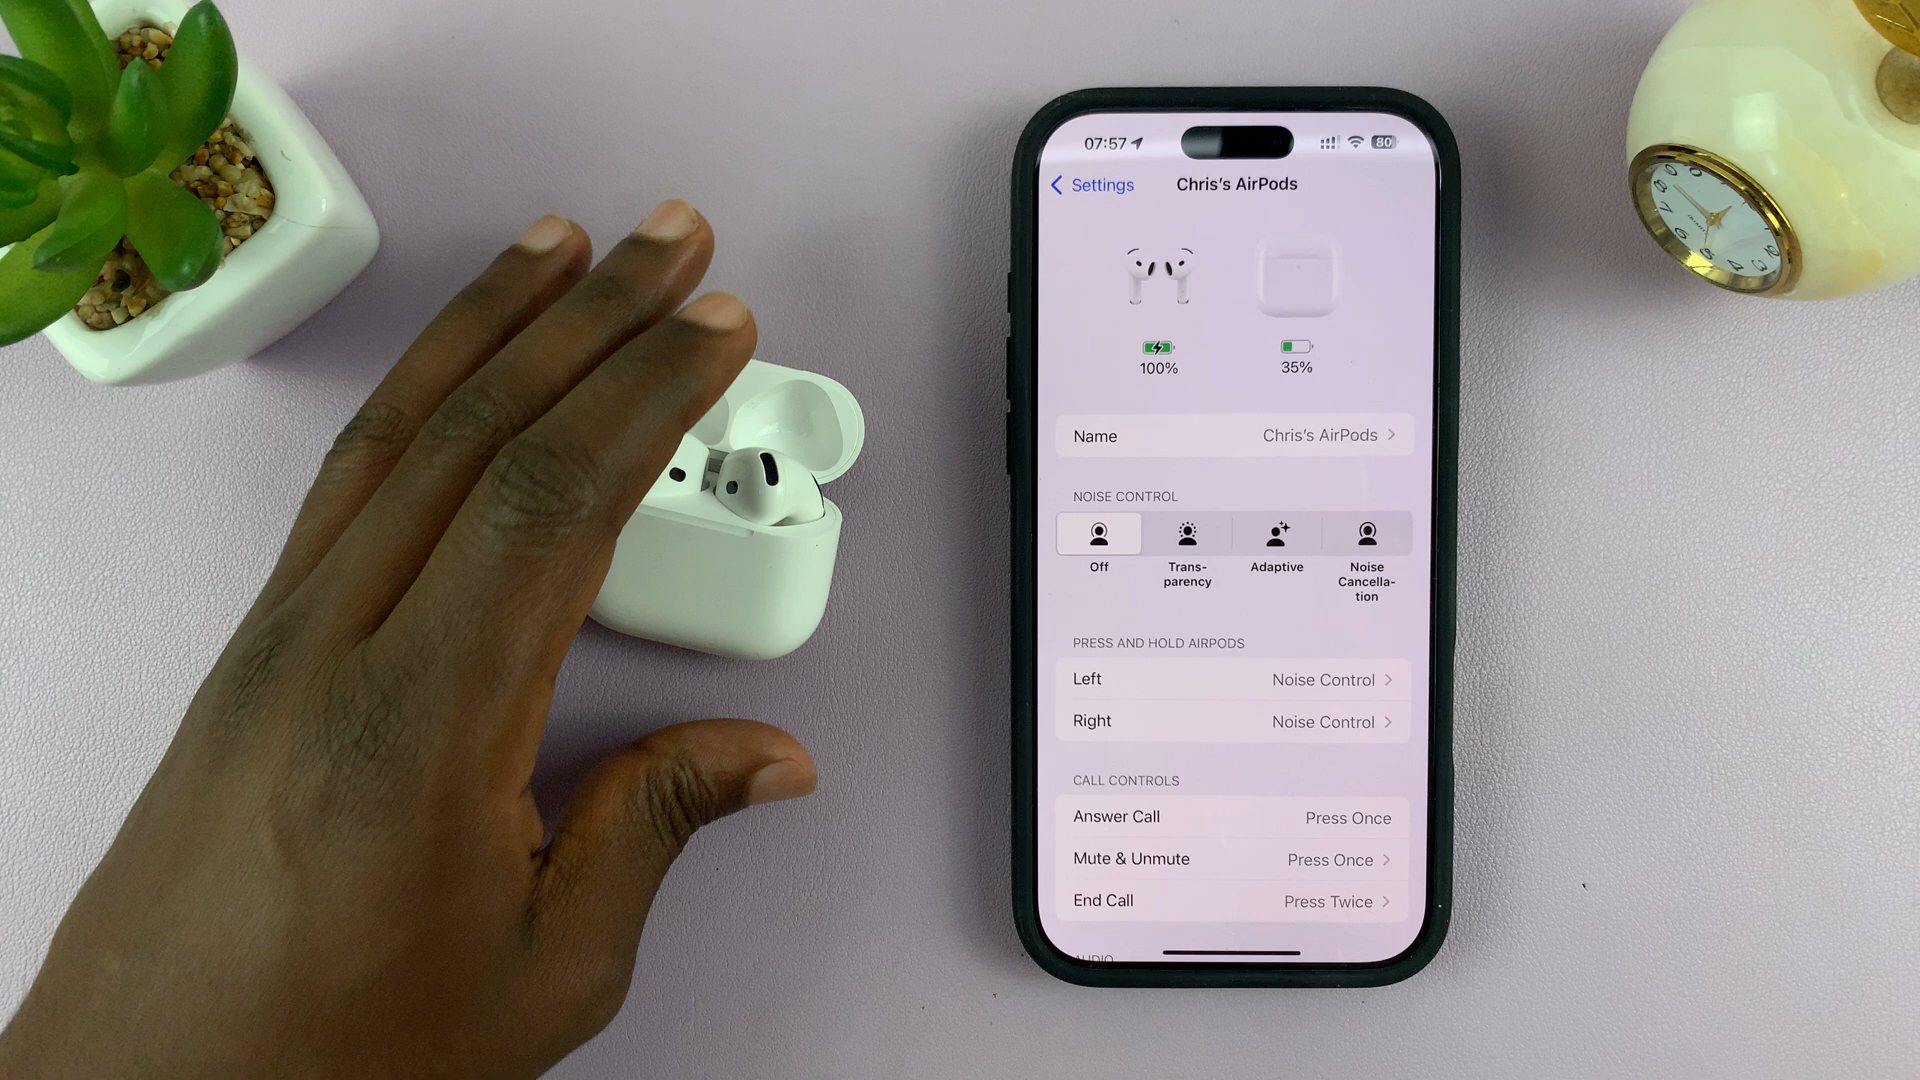 07:57
80
Settings
Chris's AirPods
100%
35%
Name
Chris's AirPods
NOISE CONTROL
Off
Trans-
parency
Adaptive
Noise
Cancella-
tion
PRESS AND HOLD AIRPODS
Left
Noise Control
Right
Noise Control
CALL CONTROLS
Answer Call
Press Once
Mute & Unmute
Press Once
End Call
Press Twice
AUDIO